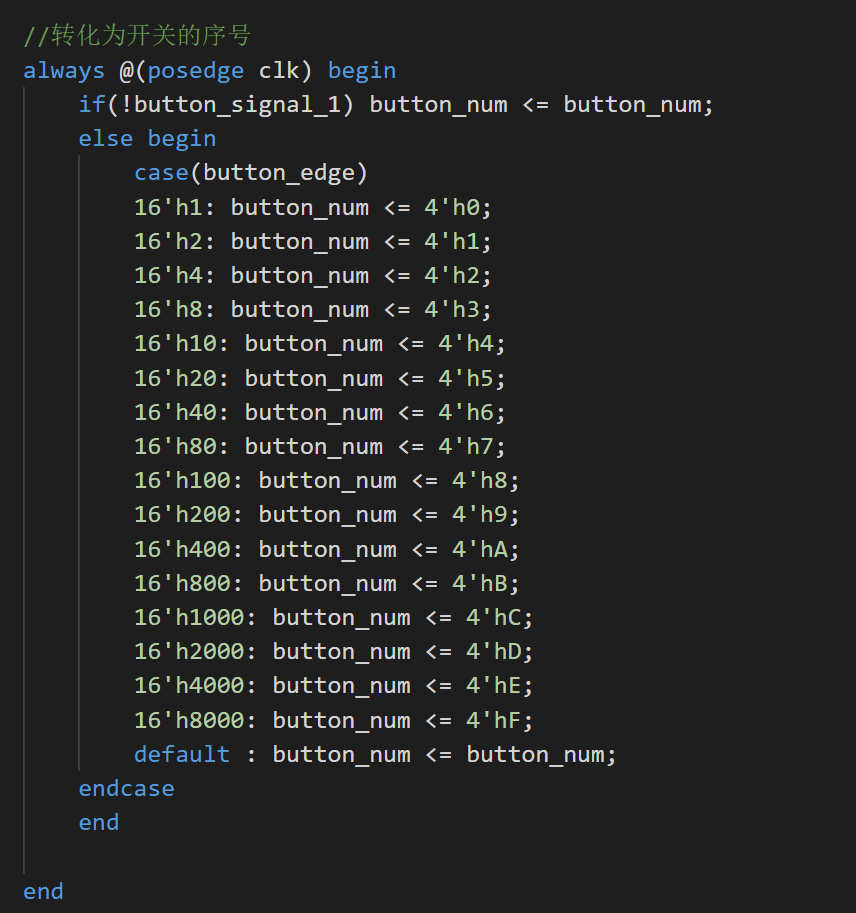 //转化为开关的序号
always @(posedge clk) begin
if(!button_signal_1) button_num <= button_num;
else begin
case(button_edge)
16'h1: button_num <= 4'h0;
16'h2: button_num <= 4'h1;
16'h4: button_num <= 4'h2;
16'h8: button_num <= 4'h3;
16'h10: button_num <= 4'h4;
16'h20: button_num <= 4'h5;
16'h40: button_num <= 4'h6;
16'h80: button_num <= 4'h7;
16'h100: button_num <= 4'h8;
16'h200: button_num <= 4'h9;
16'h400: button_num <= 4'hA;
16'h800: button_num <= 4'hB;
16'h1000: button_num <= 4'hC;
16'h2000: button_num <= 4'hD;
16'h4000: button_num <= 4'hE;
16'h8000: button_num <= 4'hF;
default : button_num <= button_num;
endcase
end
end